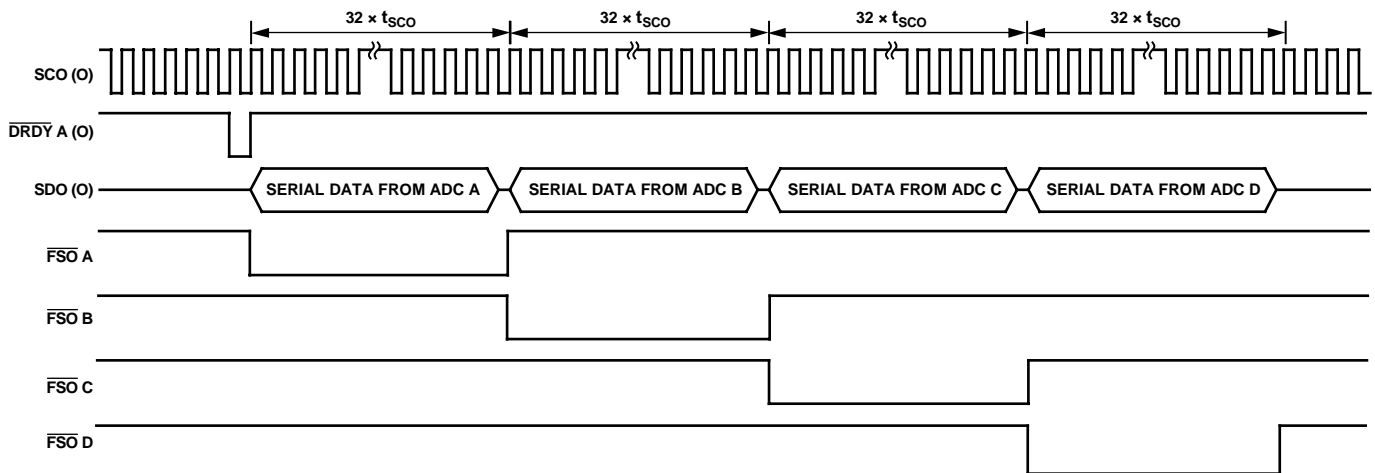 32 × tSCO 32 × tSCO 32 × tSCO 32 × tSCO
SCO (O)
DRDY A (O)
SDO (O) SERIAL DATA FROM ADC A SERIAL DATA FROM ADC B SERIAL DATA FROM ADC C SERIAL DATA FROM ADC D
FSO A
FSO B
FSO C
FSO D